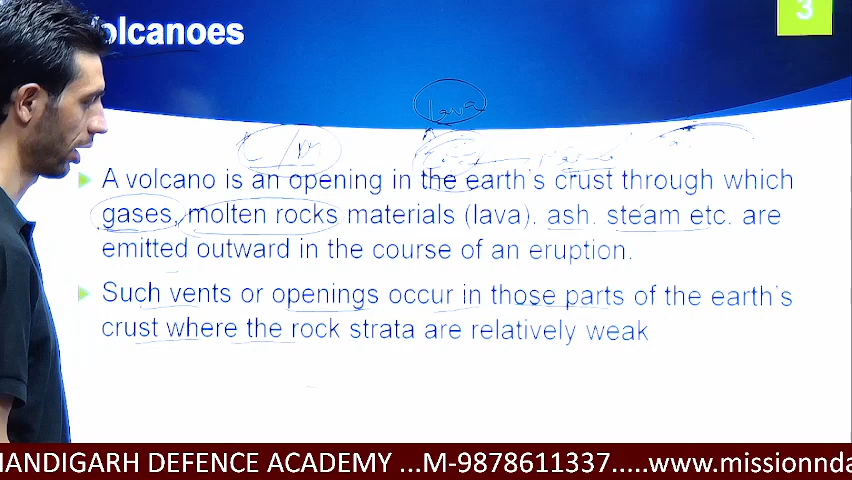 olcanoes
3
lava
A volcano is an opening in the earth's crust through which
gases, molten rocks materials (lava). ash. steam etc. are
emitted outward in the course of an eruption.
Such vents or openings occur in those parts of the earth's
crust where the rock strata are relatively weak
HANDIGARH DEFENCE ACADEMY ...M-9878611337.....www.missionnda